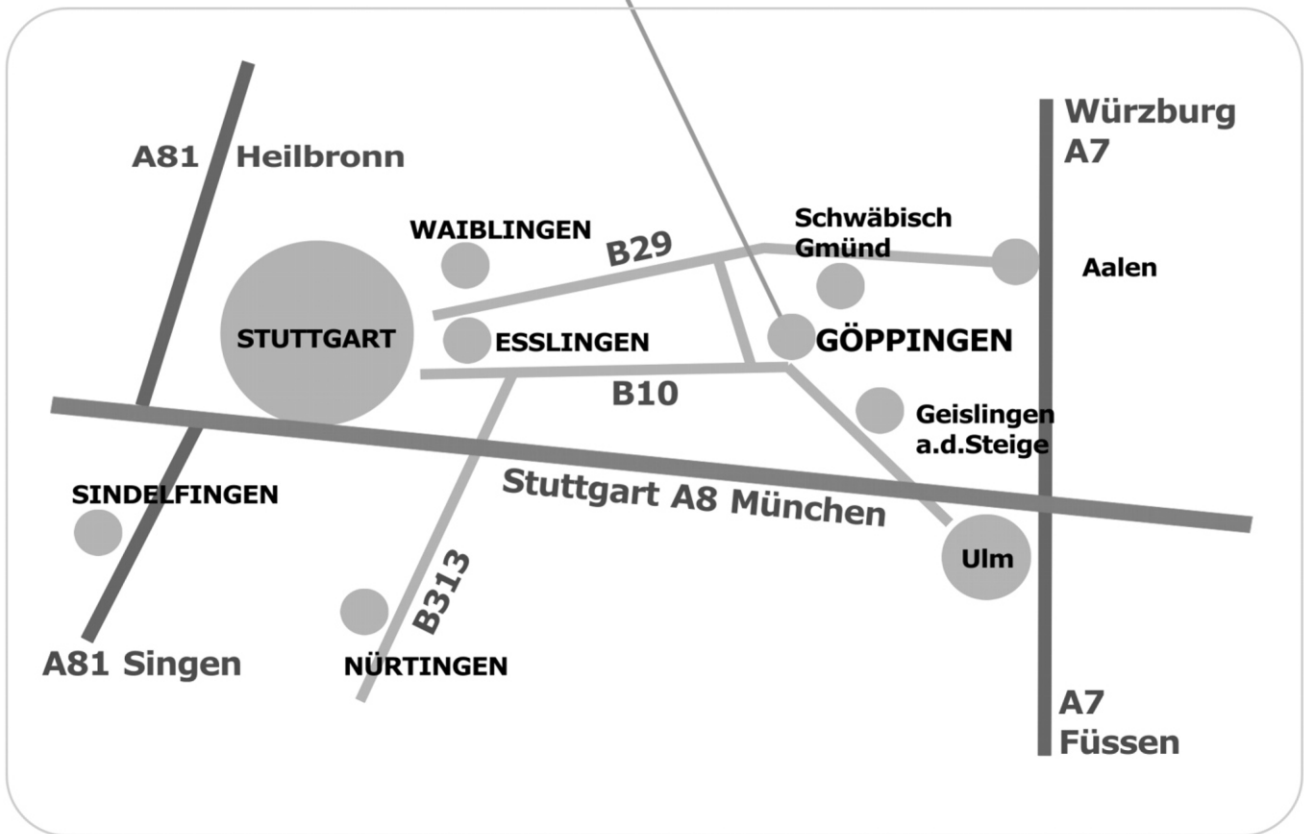 Würzburg
A7
A81
Heilbronn
WAIBLINGEN
B29
Schwäbisch
Gmünd
Aalen
STUTTGART
ESSLINGEN
GÖPPINGEN
B10
Geislingen
a.d.Steige
SINDELFINGEN
Stuttgart A8 München
Ulm
B313
A81 Singen
NÜRTINGEN
A7
Füssen